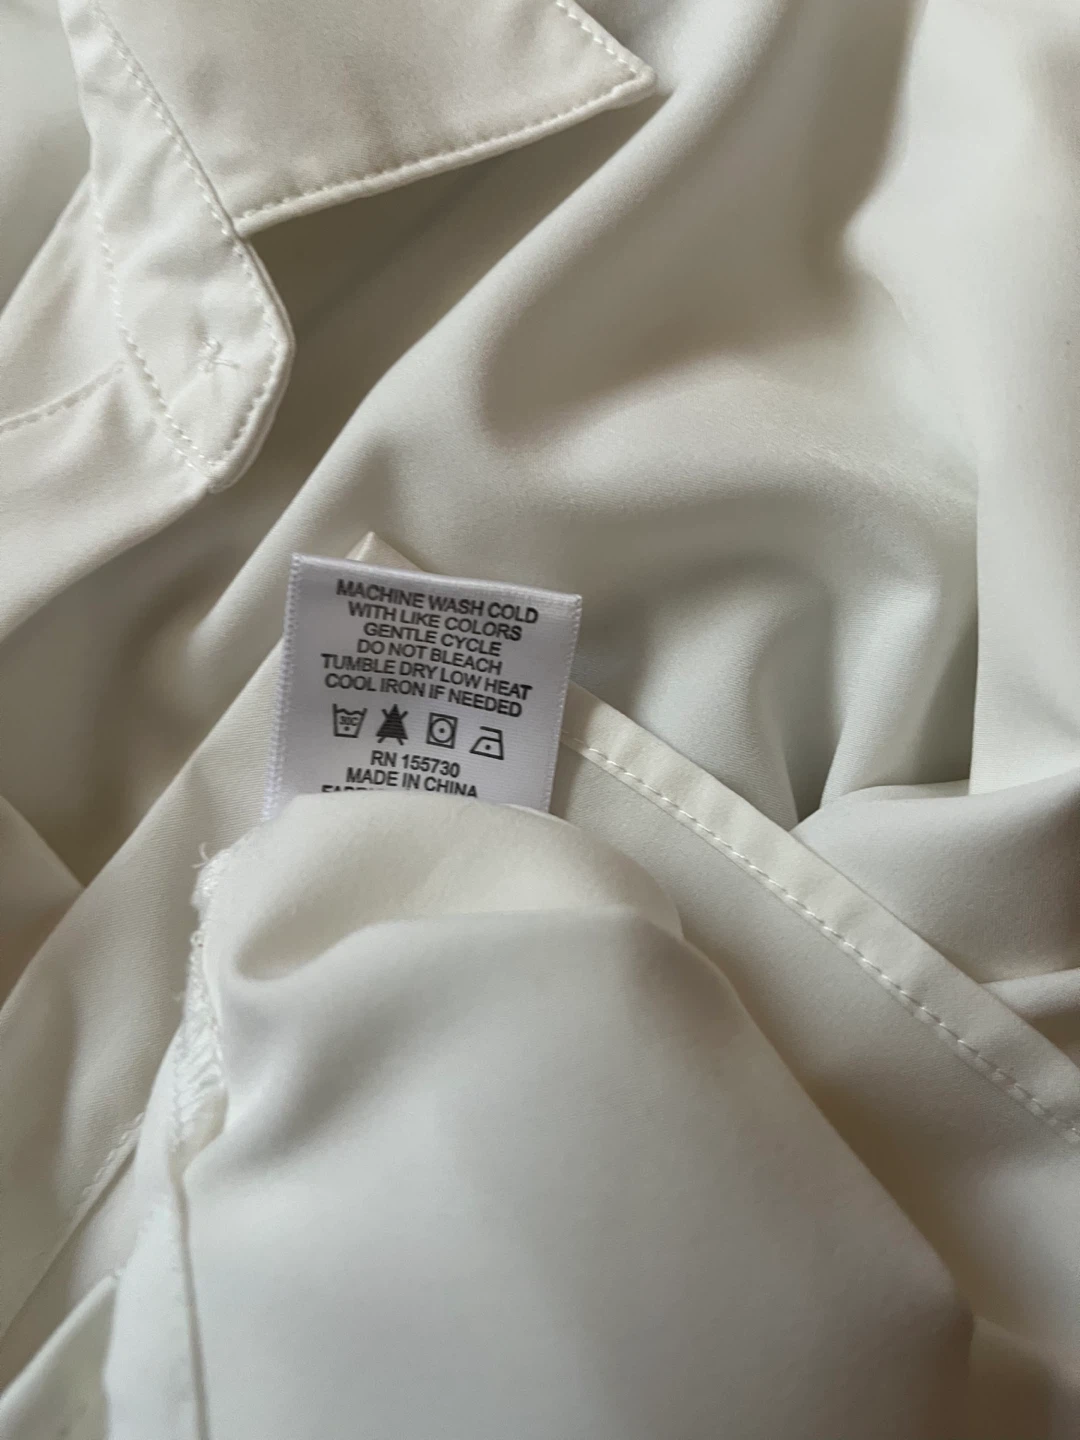 MACHINE WASH COLD
WITH LIKE COLORS
GENTLE CYCLE
DO NOT BLEACH
TUMBLE DRY LOW HEAT
COOL IRON IF NEEDED
30C
RN 155730
MADE IN CHINA